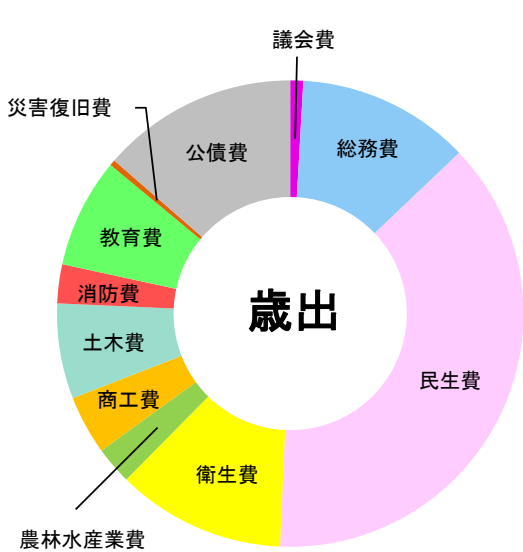 議会費
災害復旧費
公債費
総務費
教育費
消防費
歳出
土木費
民生費
商工費
衛生費
農林水産業費